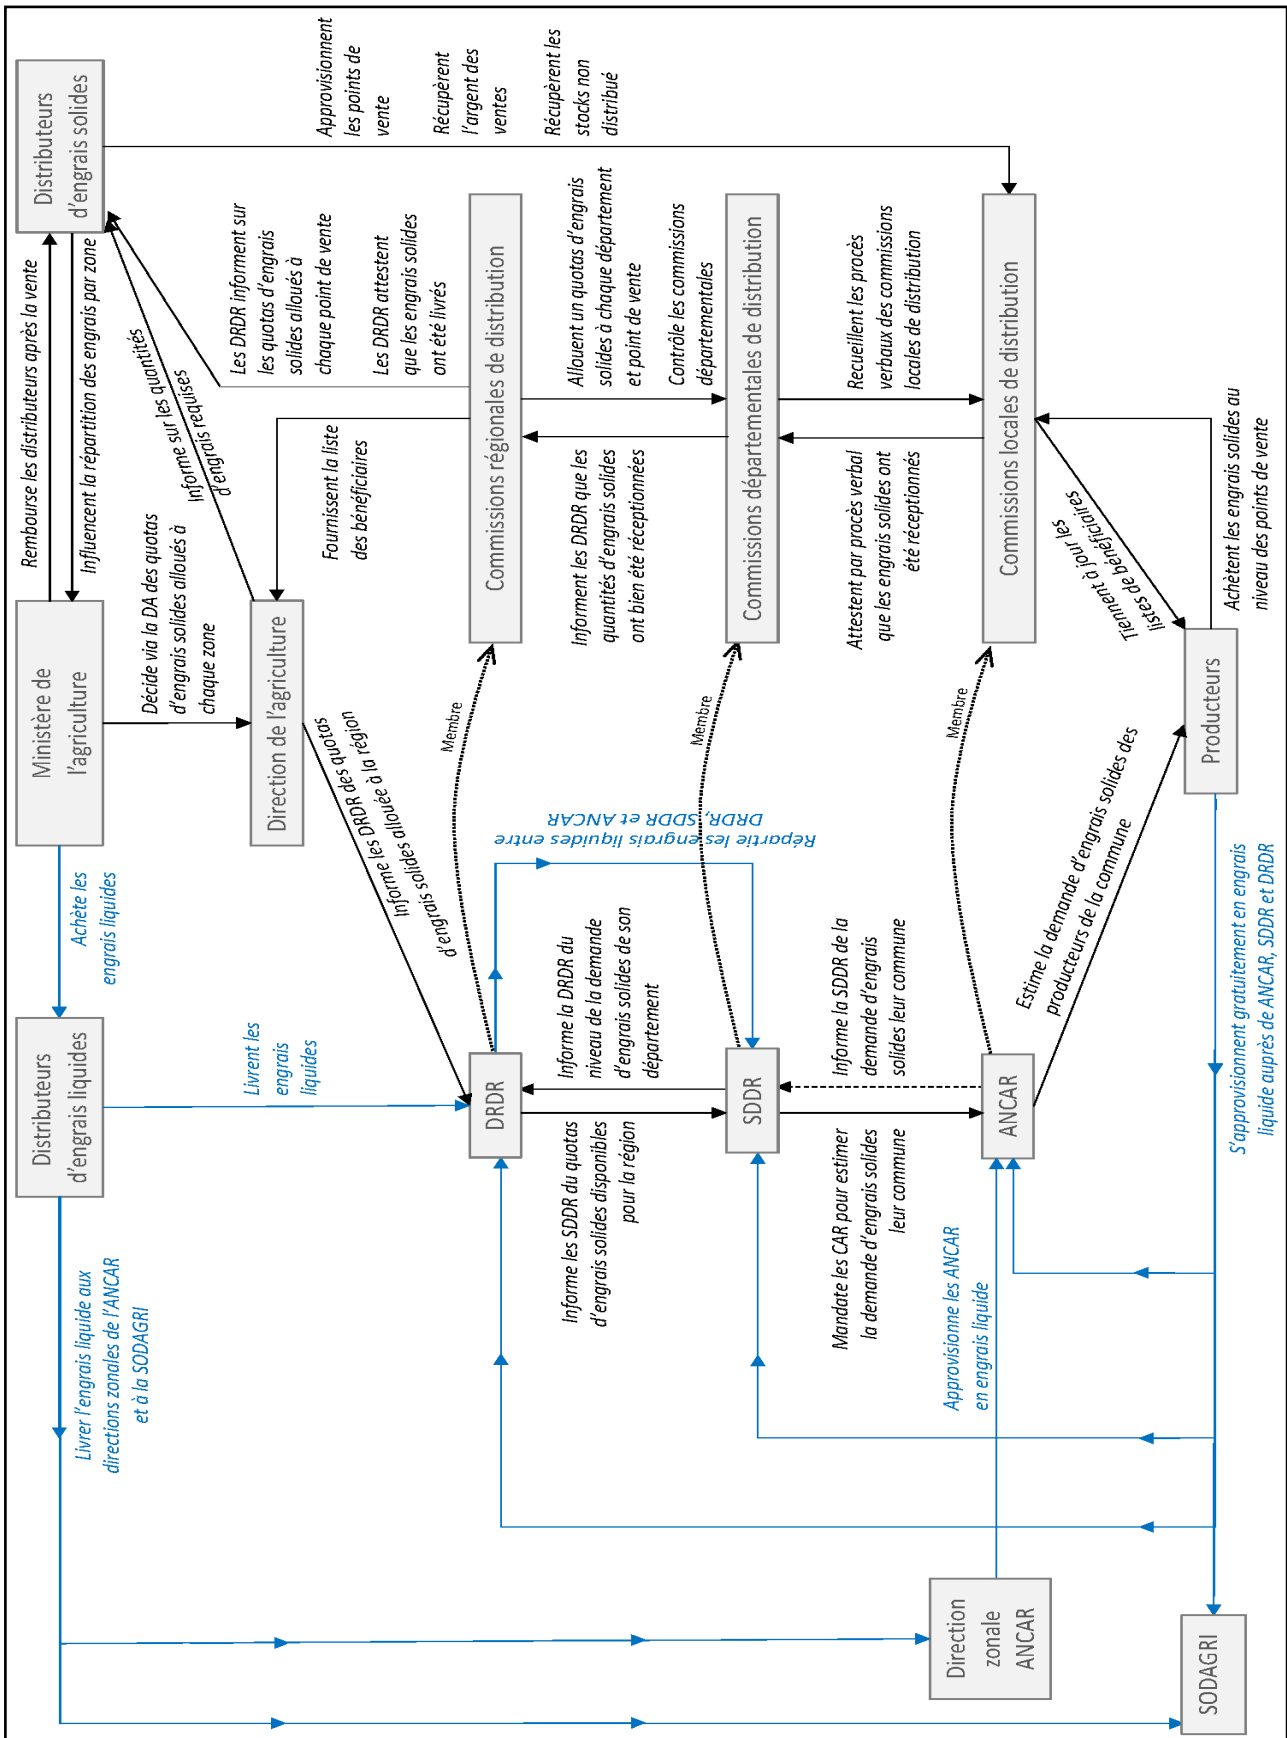 Distributeurs
d'engrais liquides
Ministère de
l'agriculture
Distributeurs
d'engrais solides
Achète les
engrais liquides
Rembourse les distributeurs après la vente
Influencent la répartition des engrais par zone
Livrer l'engrais liquide aux
directions zonales de l'ANCAR
et à la SODAGRI
Livrent les
engrais
liquides
Décide via la DA des quotas
d'engrais solides alloués à
chaque zone
Informe sur les quantités
d'engrais requises
Approvisionnent
les points de
vente
Récupèrent
l'argent des
ventes
Récupèrent les
stocks non
distribué
Direction de l'agriculture
Les DRDR informent sur
les quotas d'engrais
solides alloués à
chaque point de vente
Les DRDR attestent
que les engrais solides
ont été livrés
Informe les DRDR des quotas
d'engrais solides allouée à la région
Fournissent la liste
des bénéficiaires
DRDR
Membre
Commissions régionales de distribution
Répartie les engrais liquides entre
DRDR, SDDR et ANCAR
Informe les SDDR du quotas
d'engrais solides disponibles
pour la région
Informe la DRDR du
niveau de la demande
d'engrais solides de son
département
Informent les DRDR que les
quantités d'engrais solides
ont bien été réceptionnées
Allouent un quotas d'engrais
solides à chaque département
et point de vente
Contrôle les commissions
départementales
SDDR
Membre
Commissions départementales de distribution
Mandate les CAR pour estimer
la demande d'engrais solides
leur commune
Informe la SDDR de la
demande d'engrais
solides leur commune
Attestent par procès verbal
que les engrais solides ont
été réceptionnés
Recueillent les procès
verbaux des commissions
locales de distribution
Direction
zonale
ANCAR
Approvisionne les ANCAR
en engrais liquide
ANCAR
Membre
Commissions locales de distribution
Estime la demande d'engrais solides des
producteurs de la commune
Tiennent à jour les
listes de bénéficiaires
SODAGRI
Producteurs
Achètent les engrais solides au
niveau des points de vente
S'approvisionnent gratuitement en engrais
liquide auprès de ANCAR, SDDR et DRDR